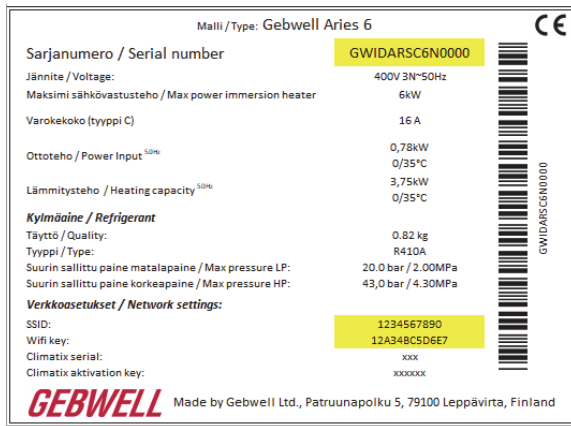 Malli / Type: Gebwell Aries 6
CE
Sarjanumero / Serial number GWIDARSC6N0000
Jännite / Voltage: 400V 3N~50Hz
Maksimi sähkövastusteho / Max power immersion heater 6kW
Varokekoko (tyyppi C) 16 A
Ottoteho / Power Input 50Hz 0,78kW
0/35°C
Lämmitysteho / Heating capacity 50Hz 3,75kW
0/35°C
Kylmäaine / Refrigerant
Täyttö / Quality: 0.82 kg
Tyyppi / Type: R410A
Suurin sallittu paine matalapaine / Max pressure LP: 20.0 bar / 2.00MPa
Suurin sallittu paine korkeapaine / Max pressure HP: 43,0 bar / 4.30MPa
Verkkoasetukset / Network settings:
SSID: 1234567890
Wifi key: 12A34BC5D6E7
Climatix serial: xxx
Climatix aktivation key: xxxxxx
GWIDARSC6N0000
GEBWELL Made by Gebwell Ltd., Patruunapolku 5, 79100 Leppävirta, Finland